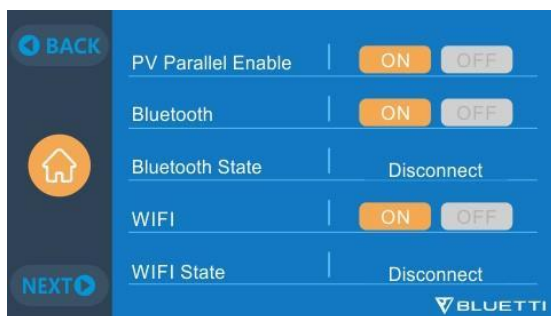 BACK
PV Parallel Enable ON OFF
Bluetooth ON OFF
Bluetooth State Disconnect
WIFI ON OFF
WIFI State Disconnect
NEXT
BLUETTI